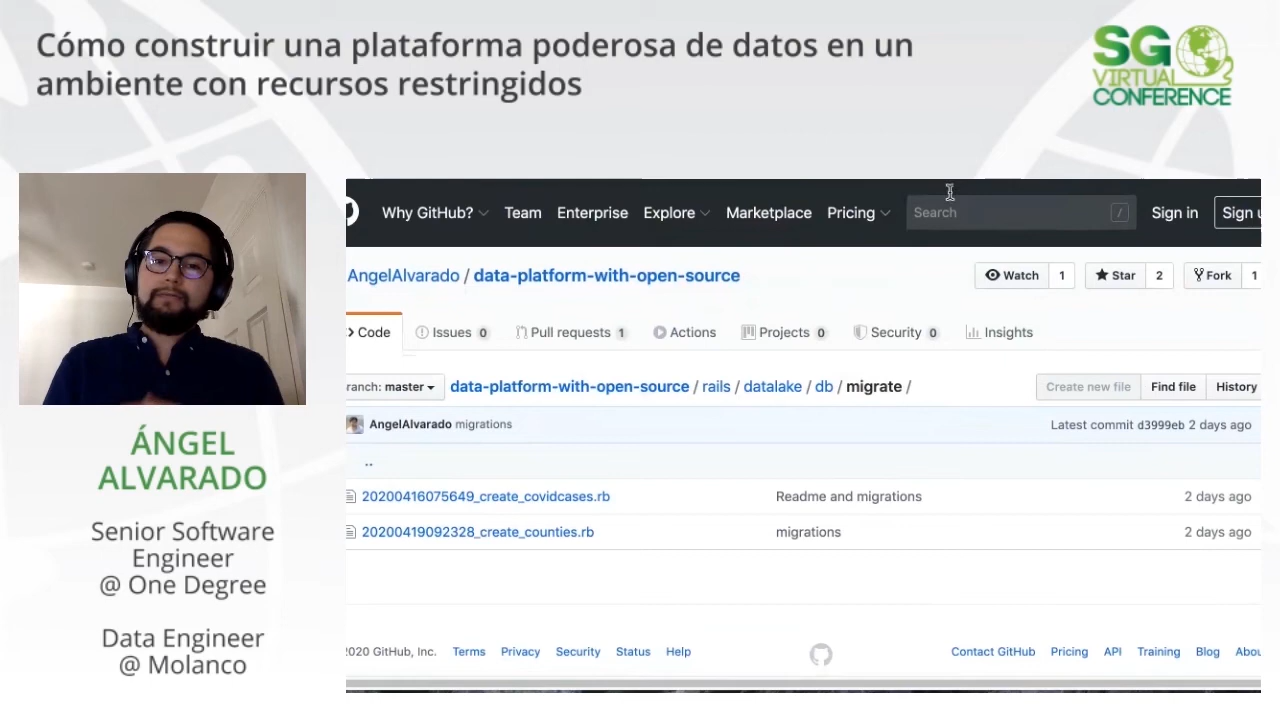 Cómo construir una plataforma poderosa de datos en un
ambiente con recursos restringidos
SG
VIRTUAL
CONFERENCE
Why GitHub? Team Enterprise Explore Marketplace Pricing Search / Sign in Sign u
AngelAlvarado / data-platform-with-open-source Watch 1 Star 2 Fork 1
Code Issues 0 Pull requests 1 Actions Projects 0 Security 0 Insights
ranch: master data-platform-with-open-source / rails / datalake / db / migrate / Create new file Find file History
AngelAlvarado migrations Latest commit d3999eb 2 days ago
..
20200416075649_create_covidcases.rb Readme and migrations 2 days ago
20200419092328_create_counties.rb migrations 2 days ago
2020 GitHub, Inc. Terms Privacy Security Status Help Contact GitHub Pricing API Training Blog Abou
ÁNGEL
ALVARADO
Senior Software
Engineer
@ One Degree
Data Engineer
@ Molanco